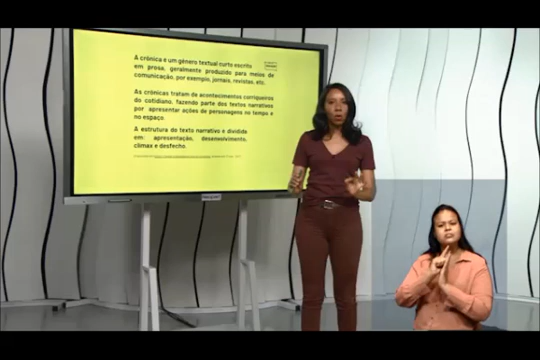 A crônica é um gênero textual curto escrito
em prosa, geralmente produzido para meios de
comunicação, por exemplo, jornais, revistas, etc.
As crônicas tratam de acontecimentos corriqueiros
do cotidiano, fazendo parte dos textos narrativos
por apresentar ações de personagens no tempo e
no espaço.
A estrutura do texto narrativo é dividida
em: apresentação, desenvolvimento,
clímax e desfecho.